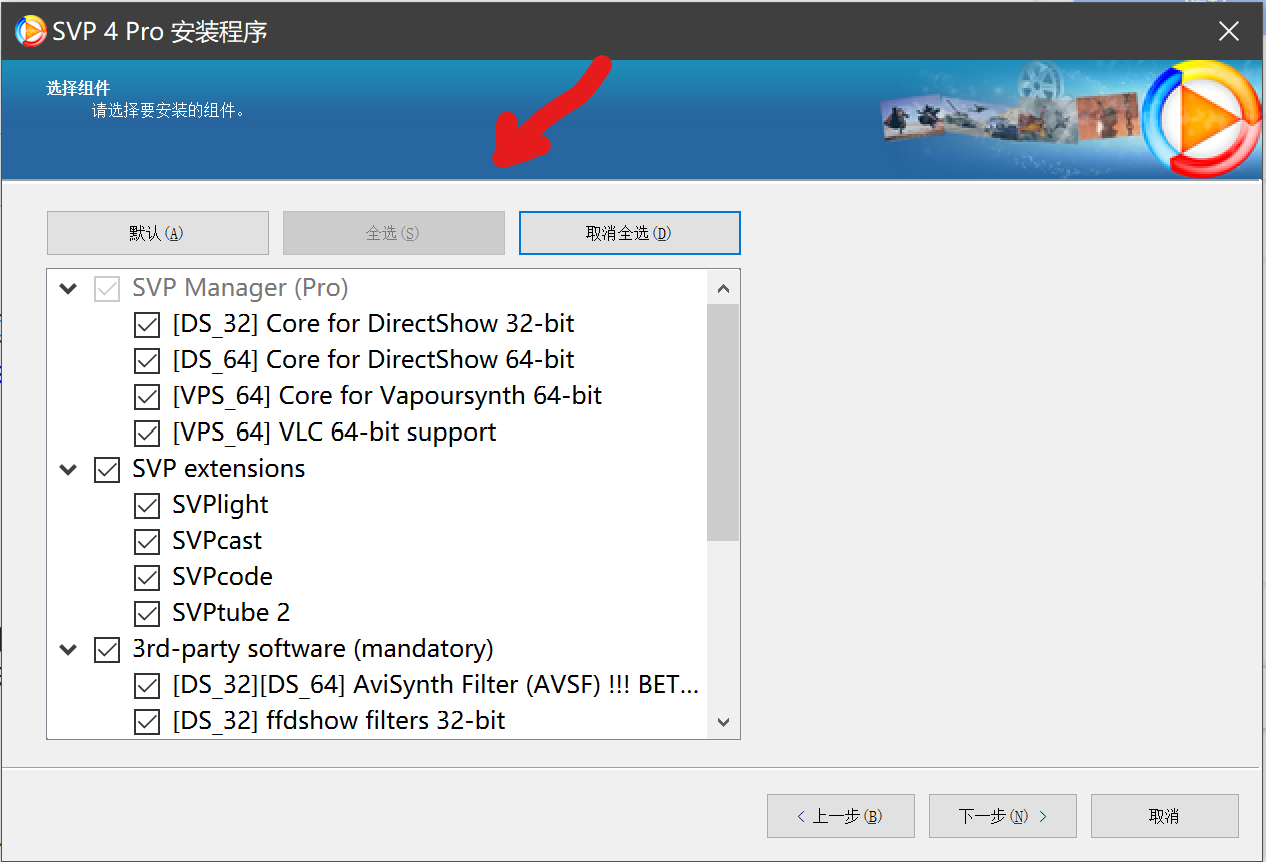 SVP 4 Pro 安装程序
选择组件
请选择要安装的组件。
默认(A)
全选(S)
取消全选(D)
SVP Manager (Pro)
[DS_32] Core for DirectShow 32-bit
[DS_64] Core for DirectShow 64-bit
[VPS_64] Core for Vapoursynth 64-bit
[VPS_64] VLC 64-bit support
SVP extensions
SVPlight
SVPcast
SVPcode
SVPtube 2
3rd-party software (mandatory)
[DS_32][DS_64] AviSynth Filter (AVSF) !!! BET...
[DS_32] ffdshow filters 32-bit
< 上一步(B)
下一步(N) >
取消